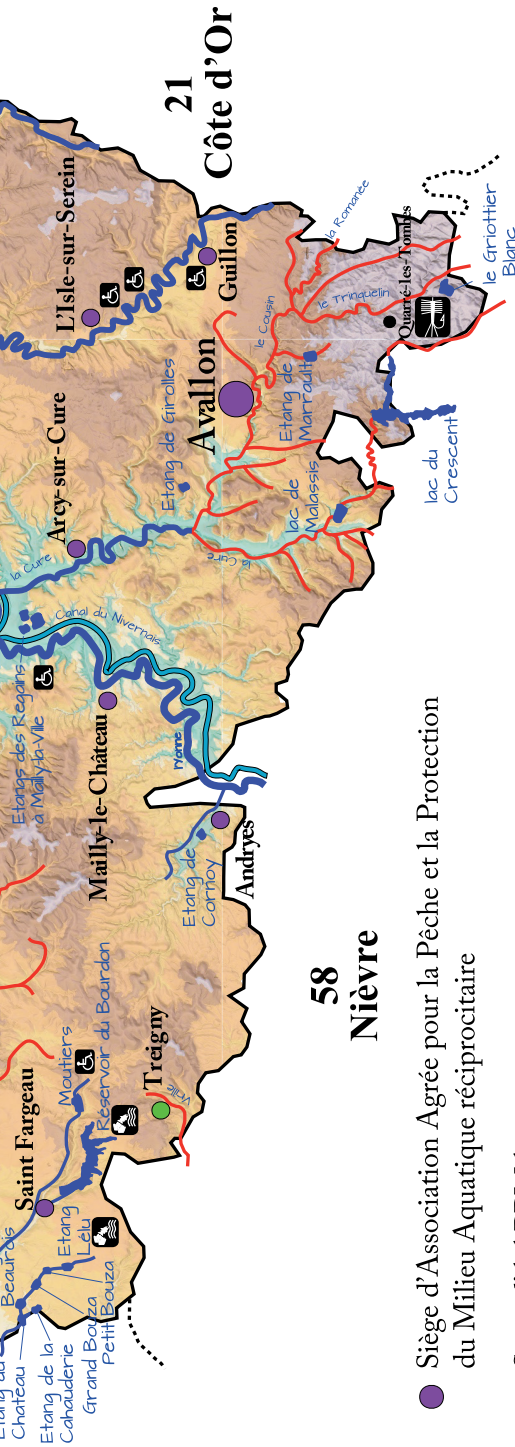 21
Côte d’Or
L'Isle-sur-Serein
Guillon
la Romanée
le Cousin
le Trinquelin
Quarré-les-Tombes
le Griottier
Blanc
Arcy-sur-Cure
Etang de Girolles
Avallon
Etang de
Marrault
lac de
Malassis
lac du
Crescent
la Cure
la Cure
Canal du Nivernais
Etangs des Regains
à Mailly-la-Ville
Mailly-le-Château
l'Yonne
Etang de
Cornoy
Andryes
58
Nièvre
Saint Fargeau
Moutiers
Réservoir du Bourdon
Treigny
Vrille
Beaurois
Etang
Lélu
Château
Etang de la
Cahauderie
Grand Bouza
Petit Bouza
Siège d’Association Agrée pour la Pêche et la Protection
du Milieu Aquatique réciprocitaire